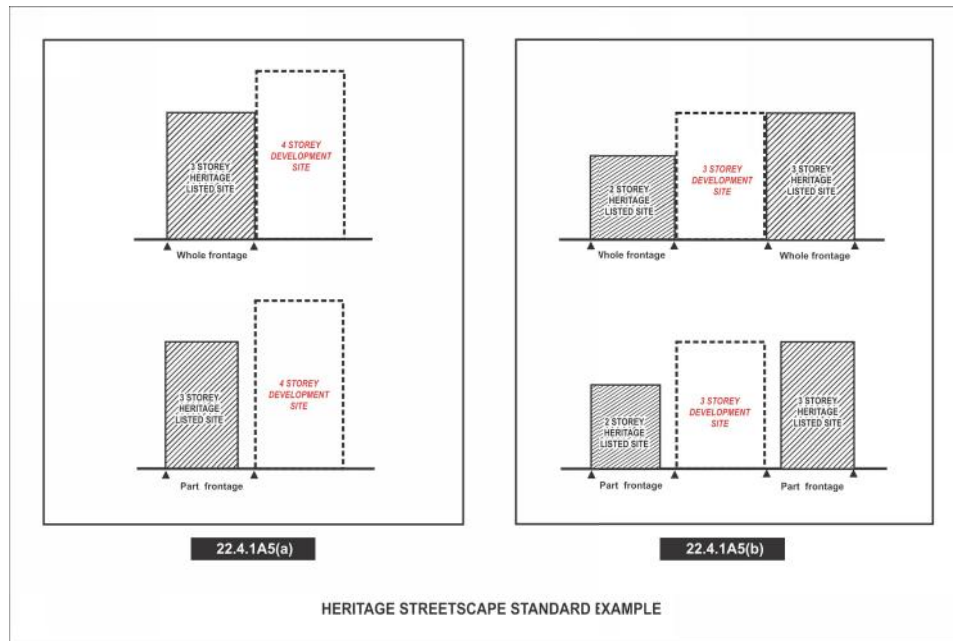 3 STOREY
HERITAGE
LISTED SITE
4 STOREY
DEVELOPMENT
SITE
Whole frontage
3 STOREY
HERITAGE
LISTED SITE
4 STOREY
DEVELOPMENT
SITE
Part frontage
22.4.1A5(a)
2 STOREY
HERITAGE
LISTED SITE
3 STOREY
DEVELOPMENT
SITE
3 STOREY
HERITAGE
LISTED SITE
Whole frontage
Whole frontage
2 STOREY
HERITAGE
LISTED SITE
3 STOREY
DEVELOPMENT
SITE
3 STOREY
HERITAGE
LISTED SITE
Part frontage
Part frontage
22.4.1A5(b)
HERITAGE STREETSCAPE STANDARD EXAMPLE